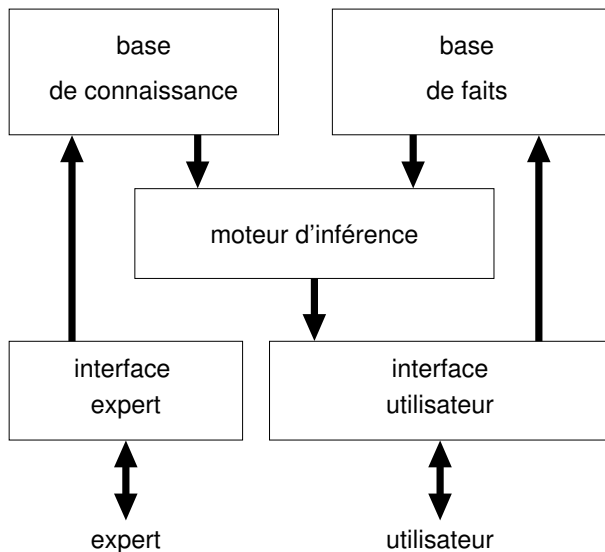 base
de connaissance
base
de faits
moteur d'inférence
interface
expert
interface
utilisateur
expert
utilisateur